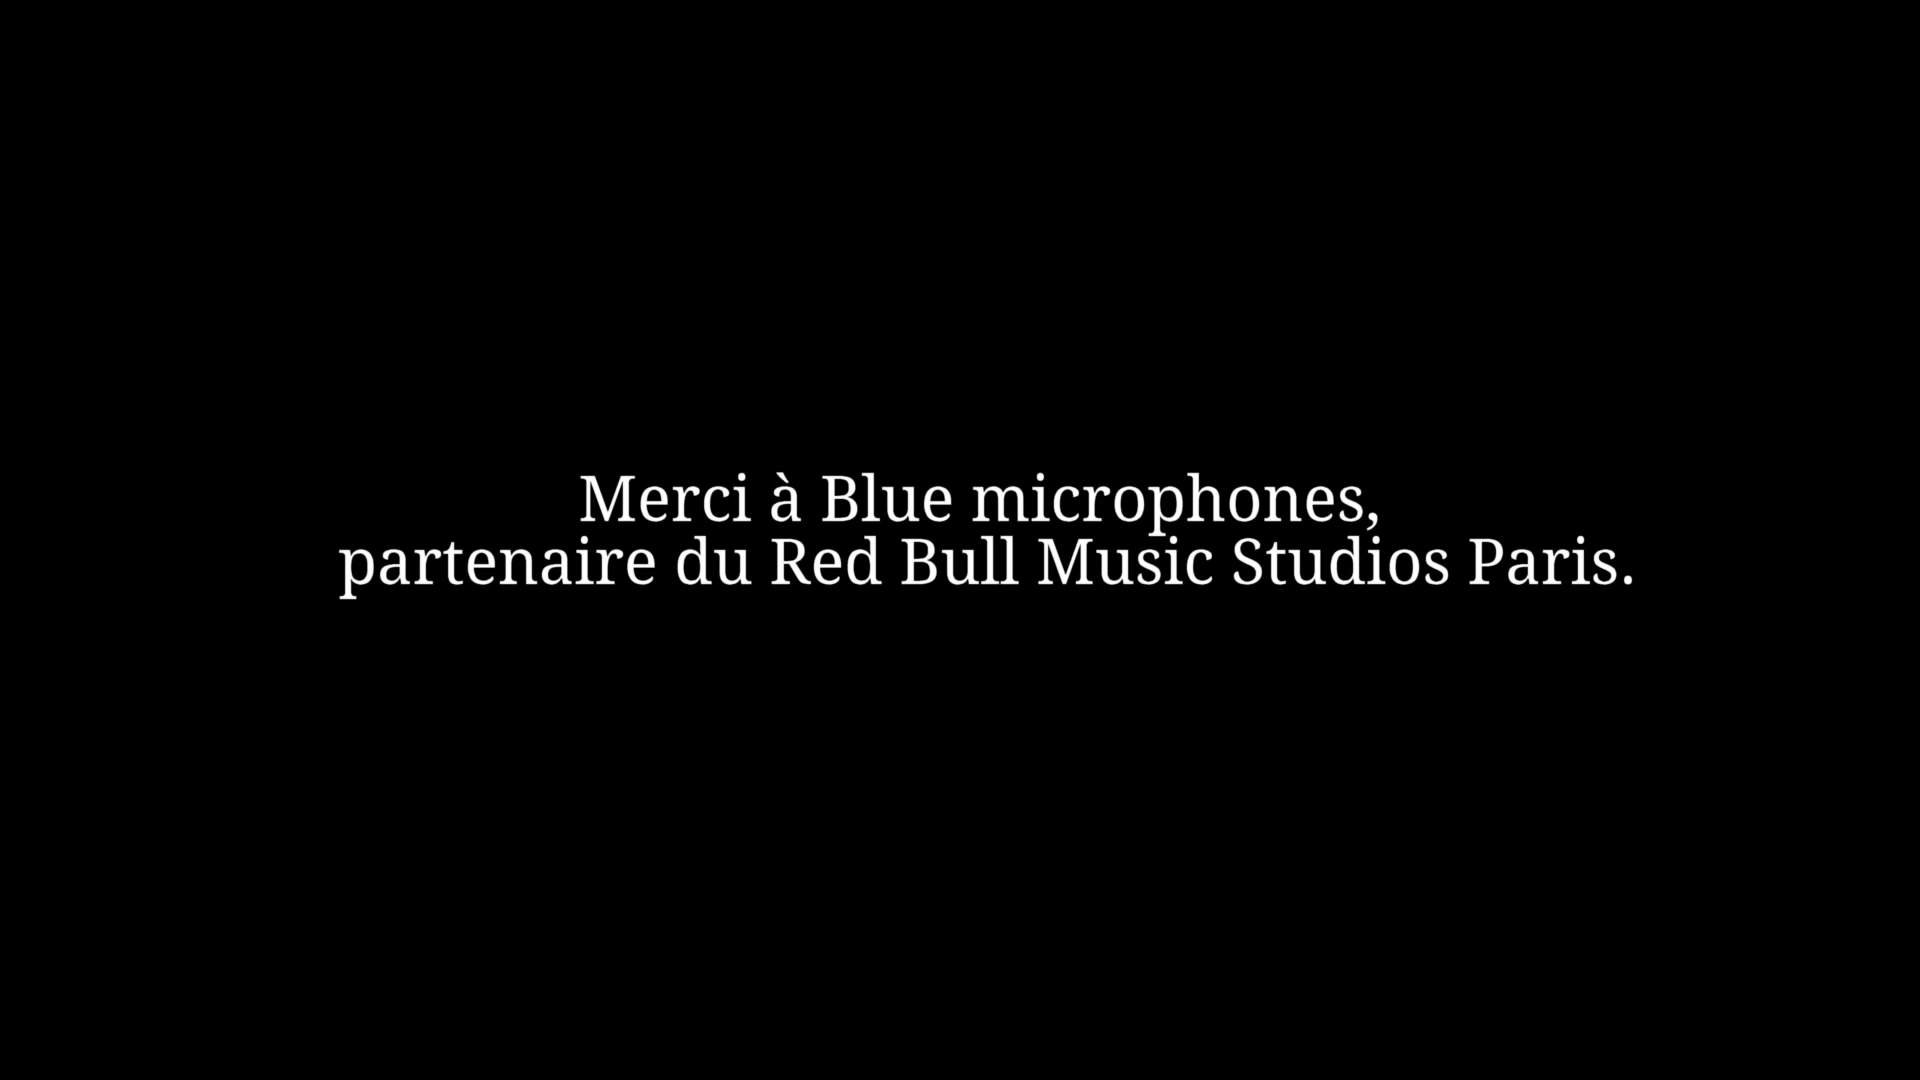 Merci à Blue microphones,
partenaire du Red Bull Music Studios Paris.